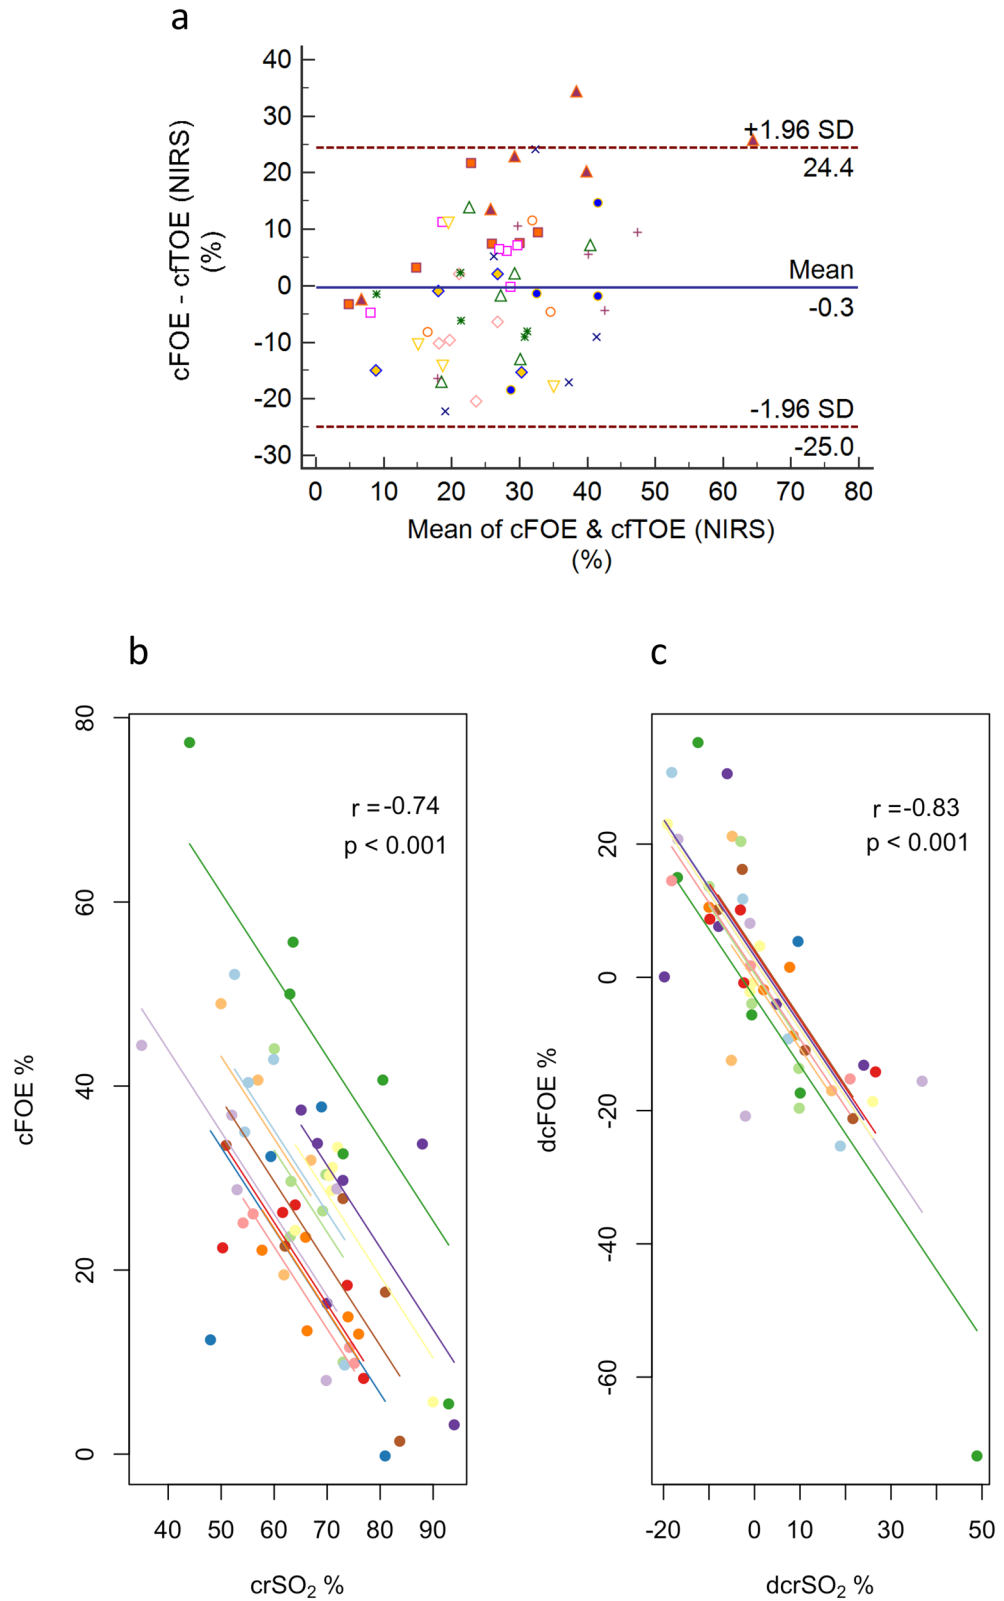 a
40
30
20
10
0
-10
-20
-30
cFOE - cfTOE (NIRS)
(%)
+1.96 SD
24.4
Mean
-0.3
-1.96 SD
-25.0
0 10 20 30 40 50 60 70 80
Mean of cFOE & cfTOE (NIRS)
(%)
b
80
60
40
20
0
cFOE %
r =-0.74
p < 0.001
40 50 60 70 80 90
crSO₂ %
c
20
0
-20
-40
-60
dcFOE %
r =-0.83
p < 0.001
-20 0 10 30 50
dcrSO₂ %